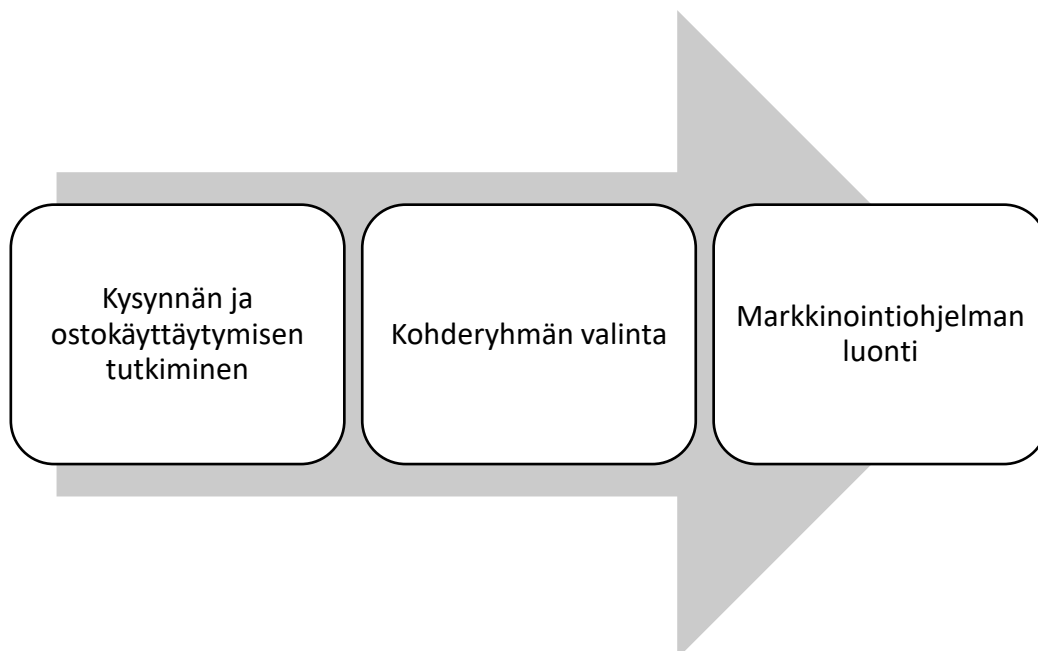 Kysynnän ja
ostokäyttäytymisen
tutkiminen
Kohderyhmän valinta
Markkinointiohjelman
luonti